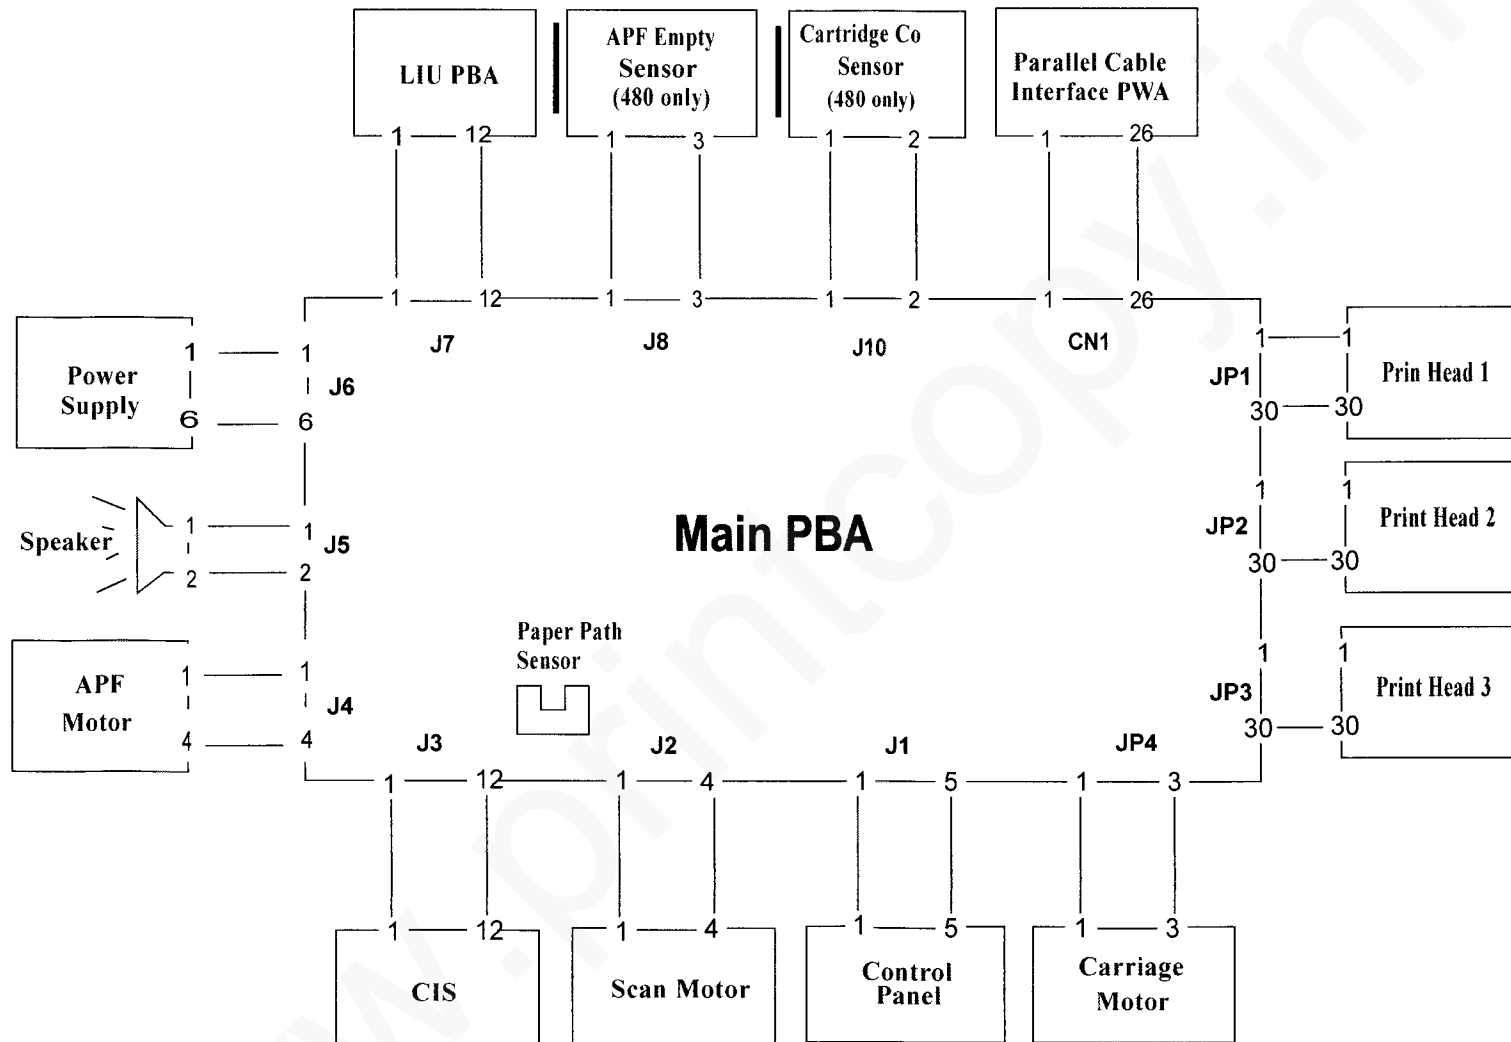 LIU PBA
APF Empty
Sensor
(480 only)
Cartridge Co
Sensor
(480 only)
Parallel Cable
Interface PWA
1 12
1 3
1 2
1 26
1 12
1 3
1 2
1 26
J7
J8
J10
CN1
Power
Supply
1
6
1
6
J6
Speaker
1
2
1
2
J5
APF
Motor
1
4
1
4
J4
Main PBA
Paper Path
Sensor
JP1
1
30
1
30
Prin Head 1
JP2
1
30
1
30
Print Head 2
JP3
1
30
1
30
Print Head 3
J3
J2
J1
JP4
1 12
1 4
1 5
1 3
1 12
1 4
1 5
1 3
CIS
Scan Motor
Control
Panel
Carriage
Motor
w.printcopy.in